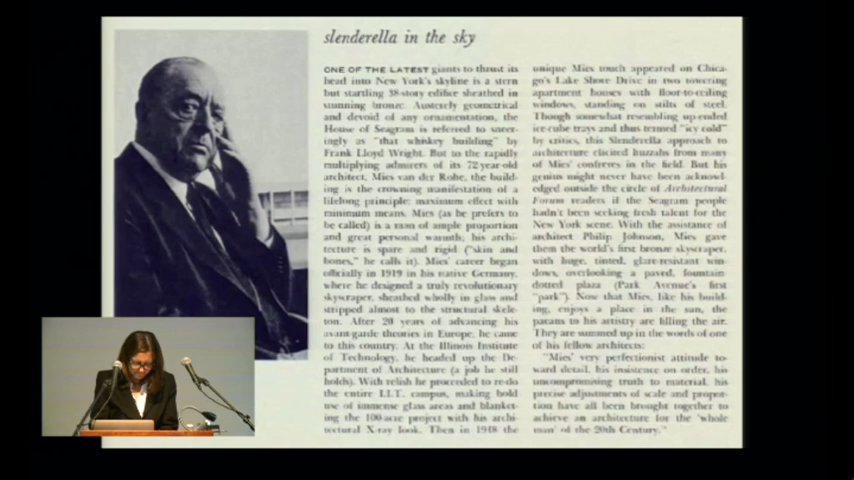 slenderella in the sky
ONE OF THE LATEST giants to thrust its
head into New York's skyline is a stern
but startling 38-story edifice sheathed in
stunning bronze. Austerely geometrical
and devoid of any ornamentation, the
House of Seagram is referred to sneer-
ingly as "that whiskey building" by
Frank Lloyd Wright. But to the rapidly
multiplying admirers of its 72-year-old
architect, Mies van der Rohe, the build-
ing is the crowning manifestation of a
lifelong principle: maximum effect with
minimum means. Mies (as he prefers to
be called) is a man of ample proportion
and great personal warmth; his archi-
tecture is spare and rigid ("skin and
bones," he calls it). Mies' career began
officially in 1919 in his native Germany,
where he designed a truly revolutionary
skyscraper, sheathed wholly in glass and
stripped almost to the structural skele-
ton. After 20 years of advancing his
avant-garde theories in Europe, he came
to this country. At the Illinois Institute
of Technology, he headed up the De-
partment of Architecture (a job he still
holds). With relish he proceeded to re-do
the entire I.I.T. campus, making bold
use of immense glass areas and blanket-
ing the 100-acre project with his archi-
tectural X-ray look. Then in 1948 the
unique Mies touch appeared on Chica-
go's Lake Shore Drive in two towering
apartment houses with floor-to-ceiling
windows, standing on stilts of steel.
Though somewhat resembling up-ended
ice-cube trays and thus termed "icy cold"
by critics, this Slenderella approach to
architecture elicited huzzahs from many
of Mies' confreres in the field. But his
genius might never have been acknowl-
edged outside the circle of Architectural
Forum readers if the Seagram people
hadn't been seeking fresh talent for the
New York scene. With the assistance of
architect Philip Johnson, Mies gave
them the world's first bronze skyscraper,
with huge, tinted, glare-resistant win-
dows, overlooking a paved, fountain-
dotted plaza (Park Avenue's first
"park"). Now that Mies, like his build-
ing, enjoys a place in the sun, the
paeans to his artistry are filling the air.
They are summed up in the words of one
of his fellow architects:
"Mies' very perfectionist attitude to-
ward detail, his insistence on order, his
uncompromising truth to material, his
precise adjustments of scale and propor-
tion have all been brought together to
achieve an architecture for the 'whole
man' of the 20th Century."